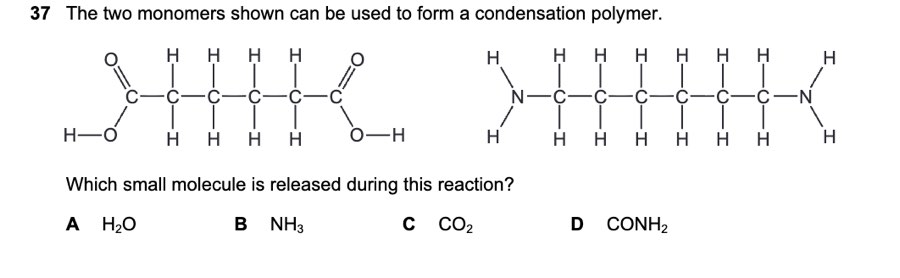 37 The two monomers shown can be used to form a condensation polymer.
O H H H H O H H H H H H H H
C C C C C C N C C C C C C N
H O H H H H O H H H H H H H H H
Which small molecule is released during this reaction?
A H₂O B NH₃ C CO₂ D CONH₂